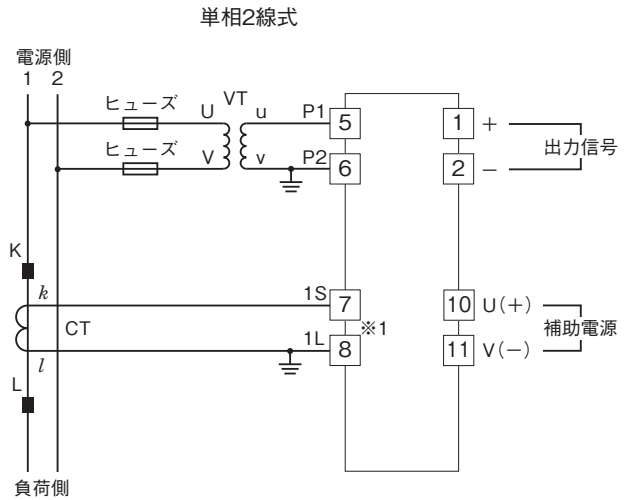 単相2線式
電源側
1 2
ヒューズ U VT u P1 5 1 +
ヒューズ V v P2 6 2 − 出力信号
K
k 1S 7 10 U(+)
CT ※1 補助電源
l 1L 8 11 V(−)
L
負荷側